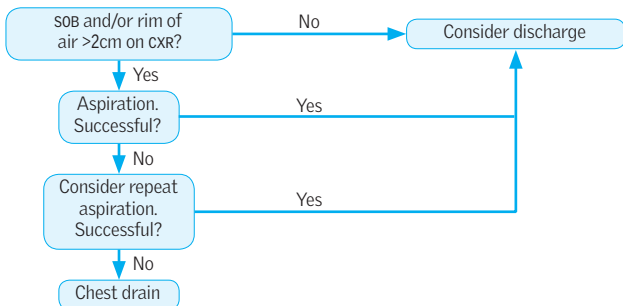 SOB and/or rim of
air >2cm on CXR?
No
Consider discharge
Yes
Aspiration.
Successful?
Yes
No
Consider repeat
aspiration.
Successful?
Yes
No
Chest drain